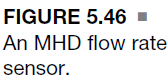 FIGURE 5.46 ■
An MHD flow rate
sensor.